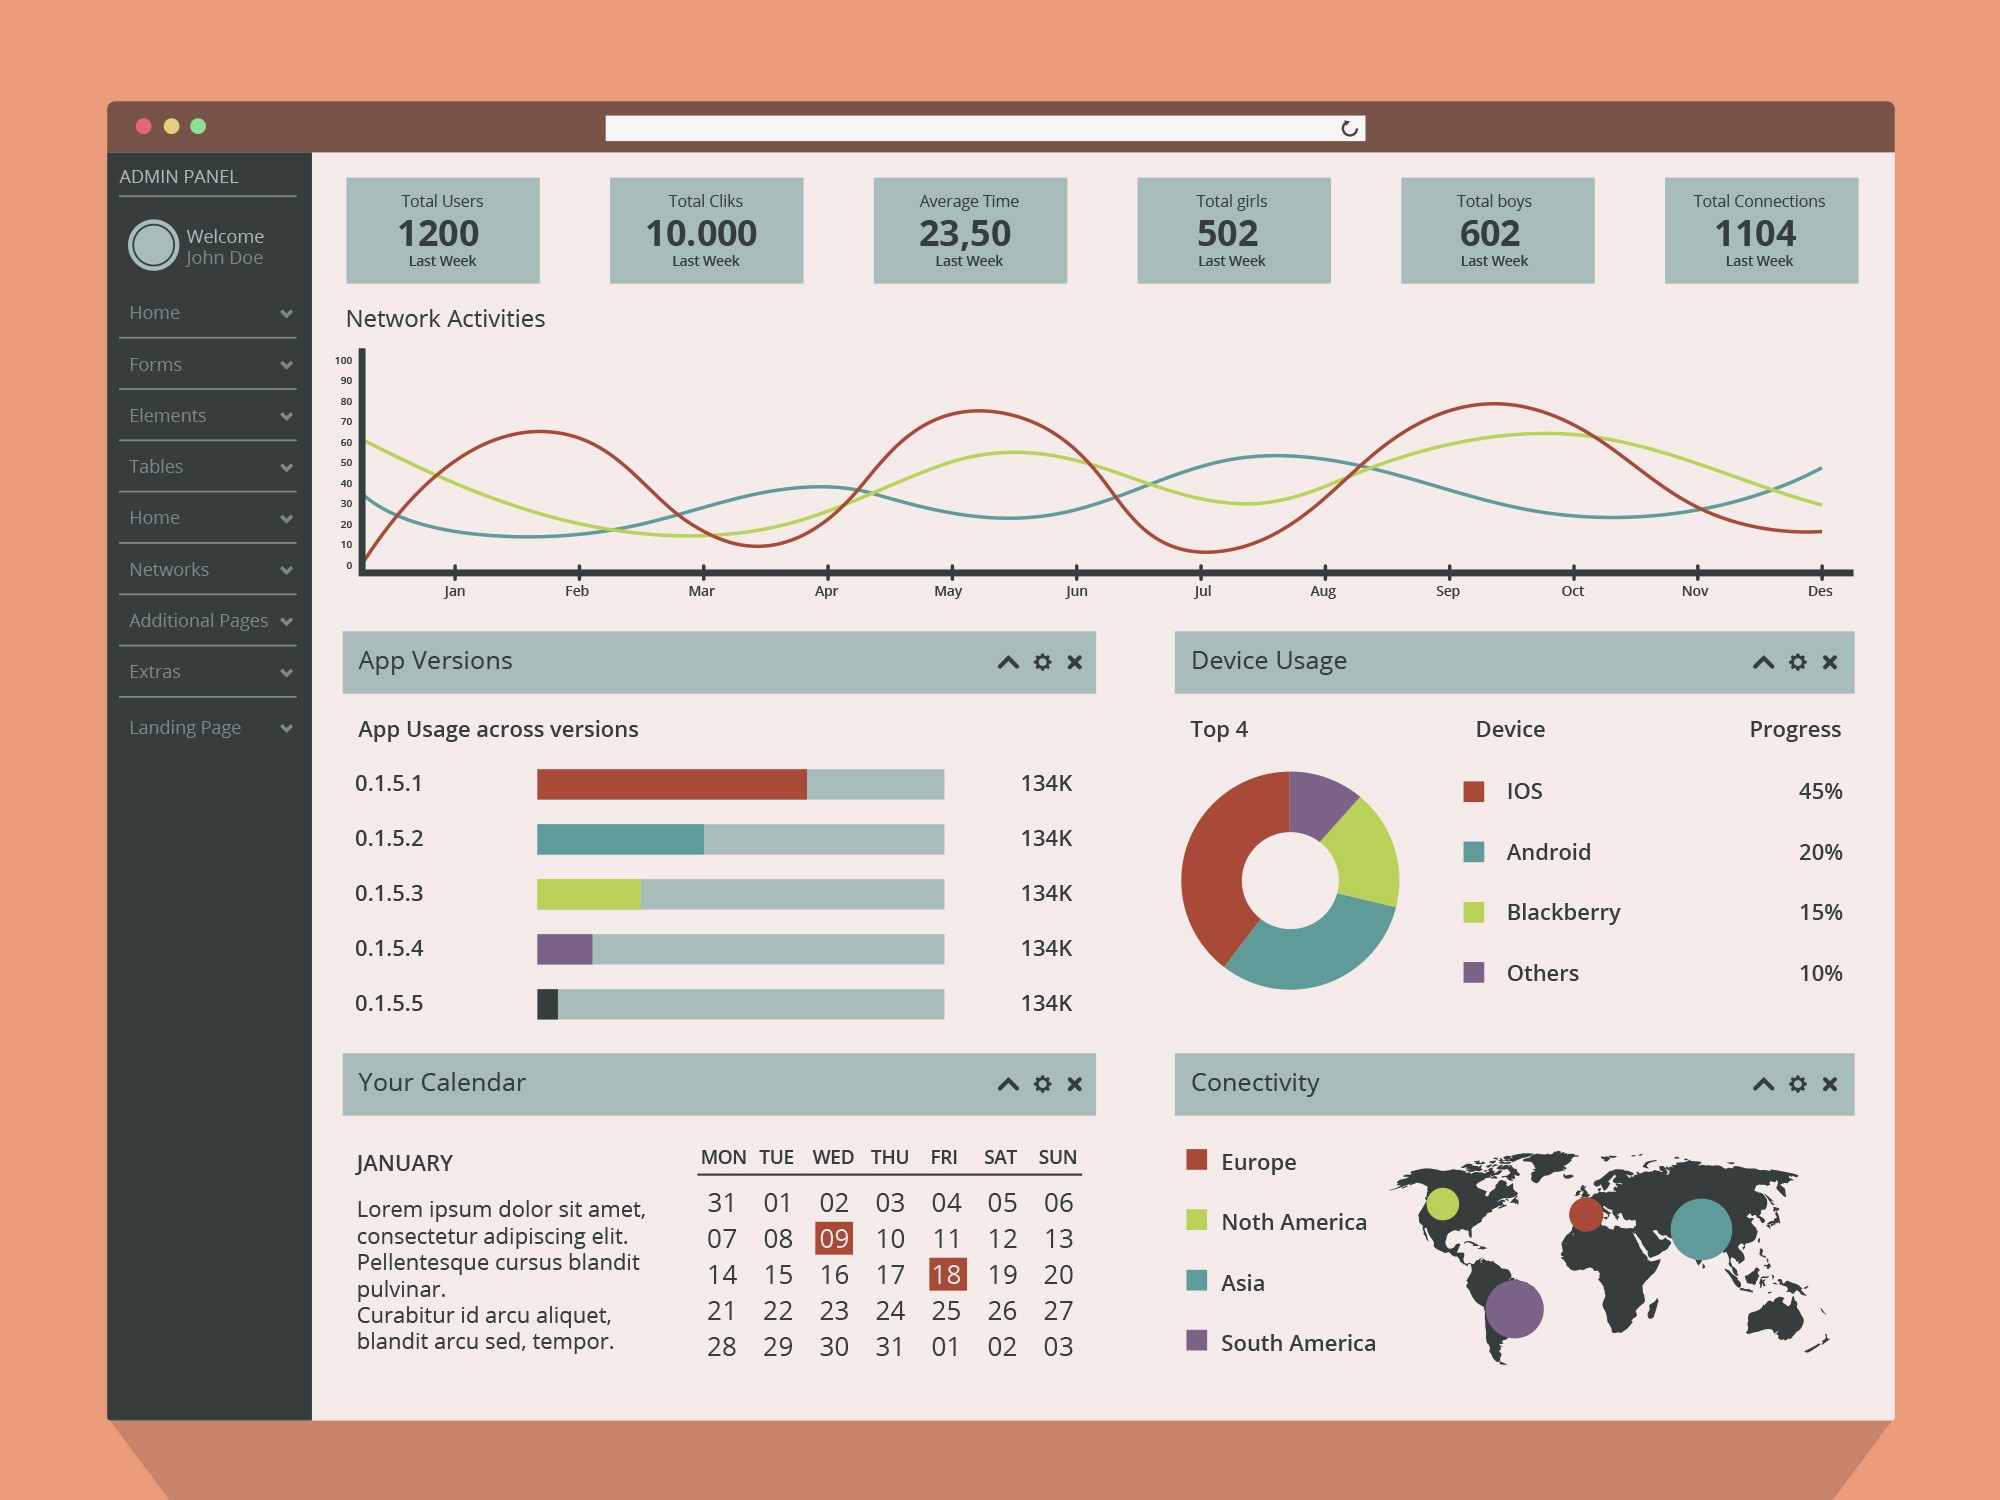 ADMIN PANEL
Welcome
John Doe
Home
Forms
Elements
Tables
Home
Networks
Additional Pages
Extras
Landing Page
Total Users
1200
Last Week
Total Cliks
10.000
Last Week
Average Time
23,50
Last Week
Total girls
502
Last Week
Total boys
602
Last Week
Total Connections
1104
Last Week
Network Activities
100
90
80
70
60
50
40
30
20
10
0
Jan Feb Mar Apr May Jun Jul Aug Sep Oct Nov Des
App Versions
App Usage across versions
0.1.5.1 134K
0.1.5.2 134K
0.1.5.3 134K
0.1.5.4 134K
0.1.5.5 134K
Device Usage
Top 4 Device Progress
IOS 45%
Android 20%
Blackberry 15%
Others 10%
Your Calendar
JANUARY
Lorem ipsum dolor sit amet,
consectetur adipiscing elit.
Pellentesque cursus blandit
pulvinar.
Curabitur id arcu aliquet,
blandit arcu sed, tempor.
MON TUE WED THU FRI SAT SUN
31 01 02 03 04 05 06
07 08 09 10 11 12 13
14 15 16 17 18 19 20
21 22 23 24 25 26 27
28 29 30 31 01 02 03
Conectivity
Europe
Noth America
Asia
South America